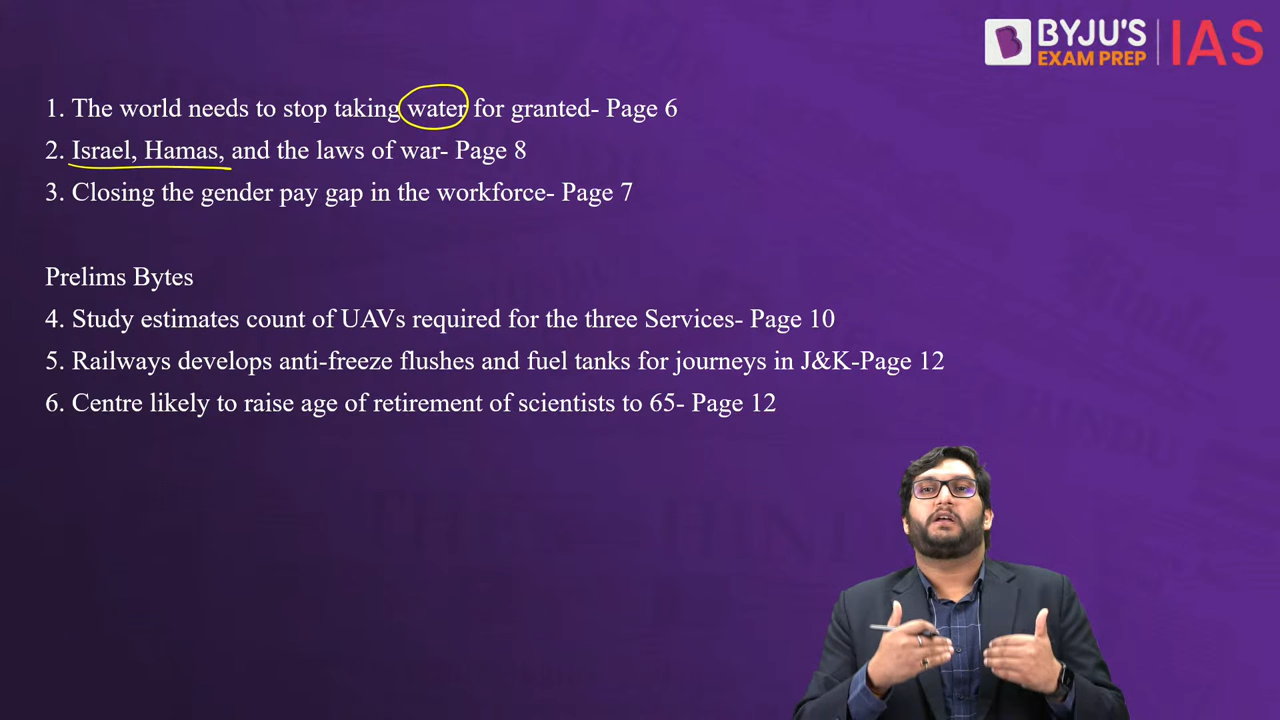 BYJU'S IAS
EXAM PREP
1. The world needs to stop taking water for granted- Page 6
2. Israel, Hamas, and the laws of war- Page 8
3. Closing the gender pay gap in the workforce- Page 7
Prelims Bytes
4. Study estimates count of UAVs required for the three Services- Page 10
5. Railways develops anti-freeze flushes and fuel tanks for journeys in J&K-Page 12
6. Centre likely to raise age of retirement of scientists to 65- Page 12
THE HINDU
HINDU